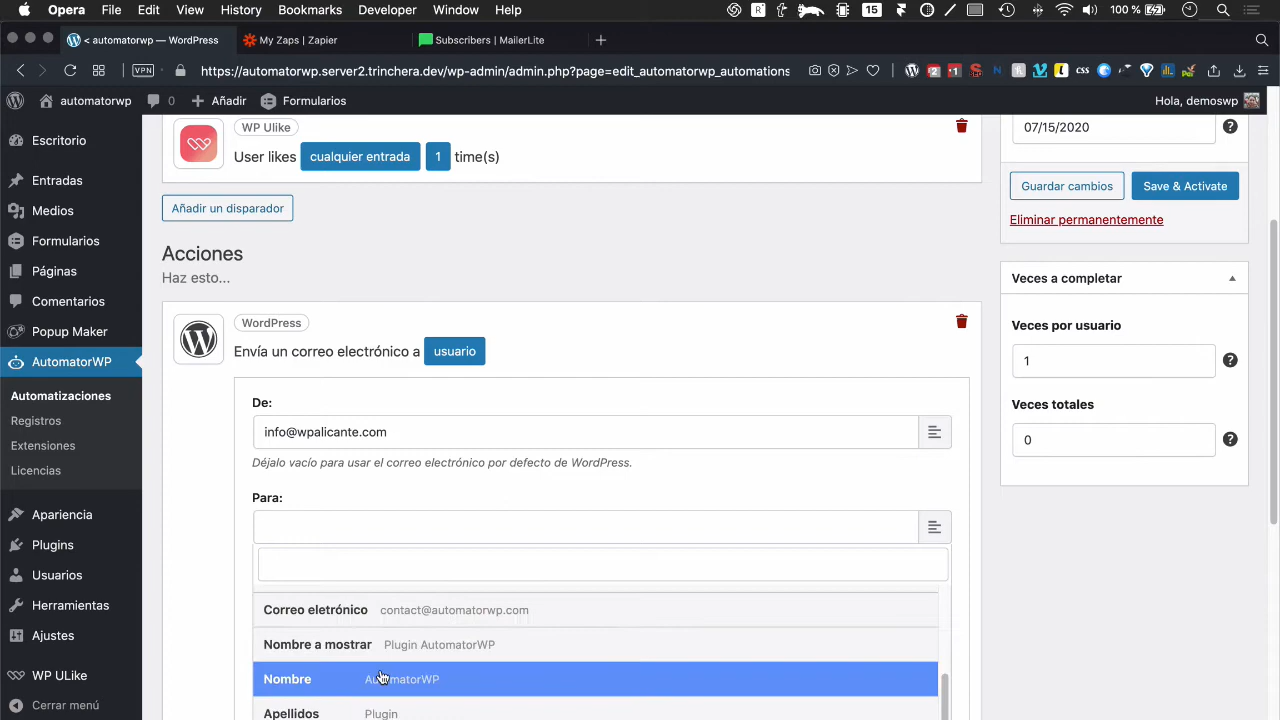 Opera File Edit View History Bookmarks Developer Window Help 15 100 %
< automatorwp — WordPress My Zaps | Zapier Subscribers | MailerLite
VPN https://automatorwp.server2.trinchera.dev/wp-admin/admin.php?page=edit_automatorwp_automations
automatorwp 0 Añadir Formularios Hola, demoswp
Escritorio
Entradas
Medios
Formularios
Páginas
Comentarios
Popup Maker
AutomatorWP
Automatizaciones
Registros
Extensiones
Licencias
Apariencia
Plugins
Usuarios
Herramientas
Ajustes
WP ULike
Cerrar menú
WP Ulike
User likes cualquier entrada 1 time(s)
Añadir un disparador
Acciones
Haz esto...
WordPress
Envía un correo electrónico a usuario
De:
info@wpalicante.com
Déjalo vacío para usar el correo electrónico por defecto de WordPress.
Para:
Correo eletrónico contact@automatorwp.com
Nombre a mostrar Plugin AutomatorWP
Nombre AutomatorWP
Apellidos Plugin
07/15/2020
Guardar cambios Save & Activate
Eliminar permanentemente
Veces a completar
Veces por usuario
1
Veces totales
0